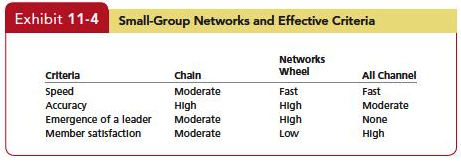 Exhibit 11-4 Small-Group Networks and Effective Criteria
Networks
Criteria Chain Wheel All Channel
Speed Moderate Fast Fast
Accuracy High High Moderate
Emergence of a leader Moderate High None
Member satisfaction Moderate Low High